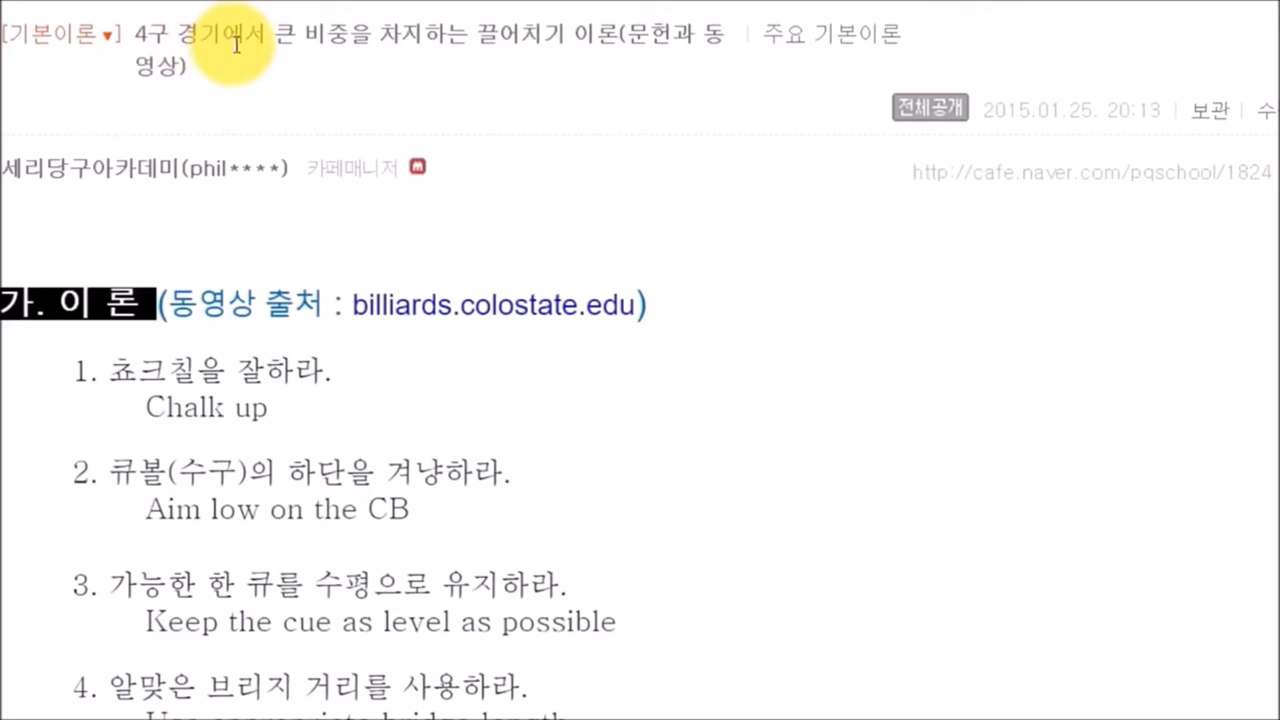 [기본이론▼] 4구 경기에서 큰 비중을 차지하는 끌어치기 이론(문헌과 동 | 주요 기본이론
영상)
전체공개 2015.01.25. 20:13 | 보관 | 수
세리당구아카데미(phil****) 카페매니저
http://cafe.naver.com/pqschool/1824
가. 이 론 (동영상 출처 : billiards.colostate.edu)
1. 쵸크칠을 잘하라.
Chalk up
2. 큐볼(수구)의 하단을 겨냥하라.
Aim low on the CB
3. 가능한 한 큐를 수평으로 유지하라.
Keep the cue as level as possible
4. 알맞은 브리지 거리를 사용하라.
Use appropriate bridge length